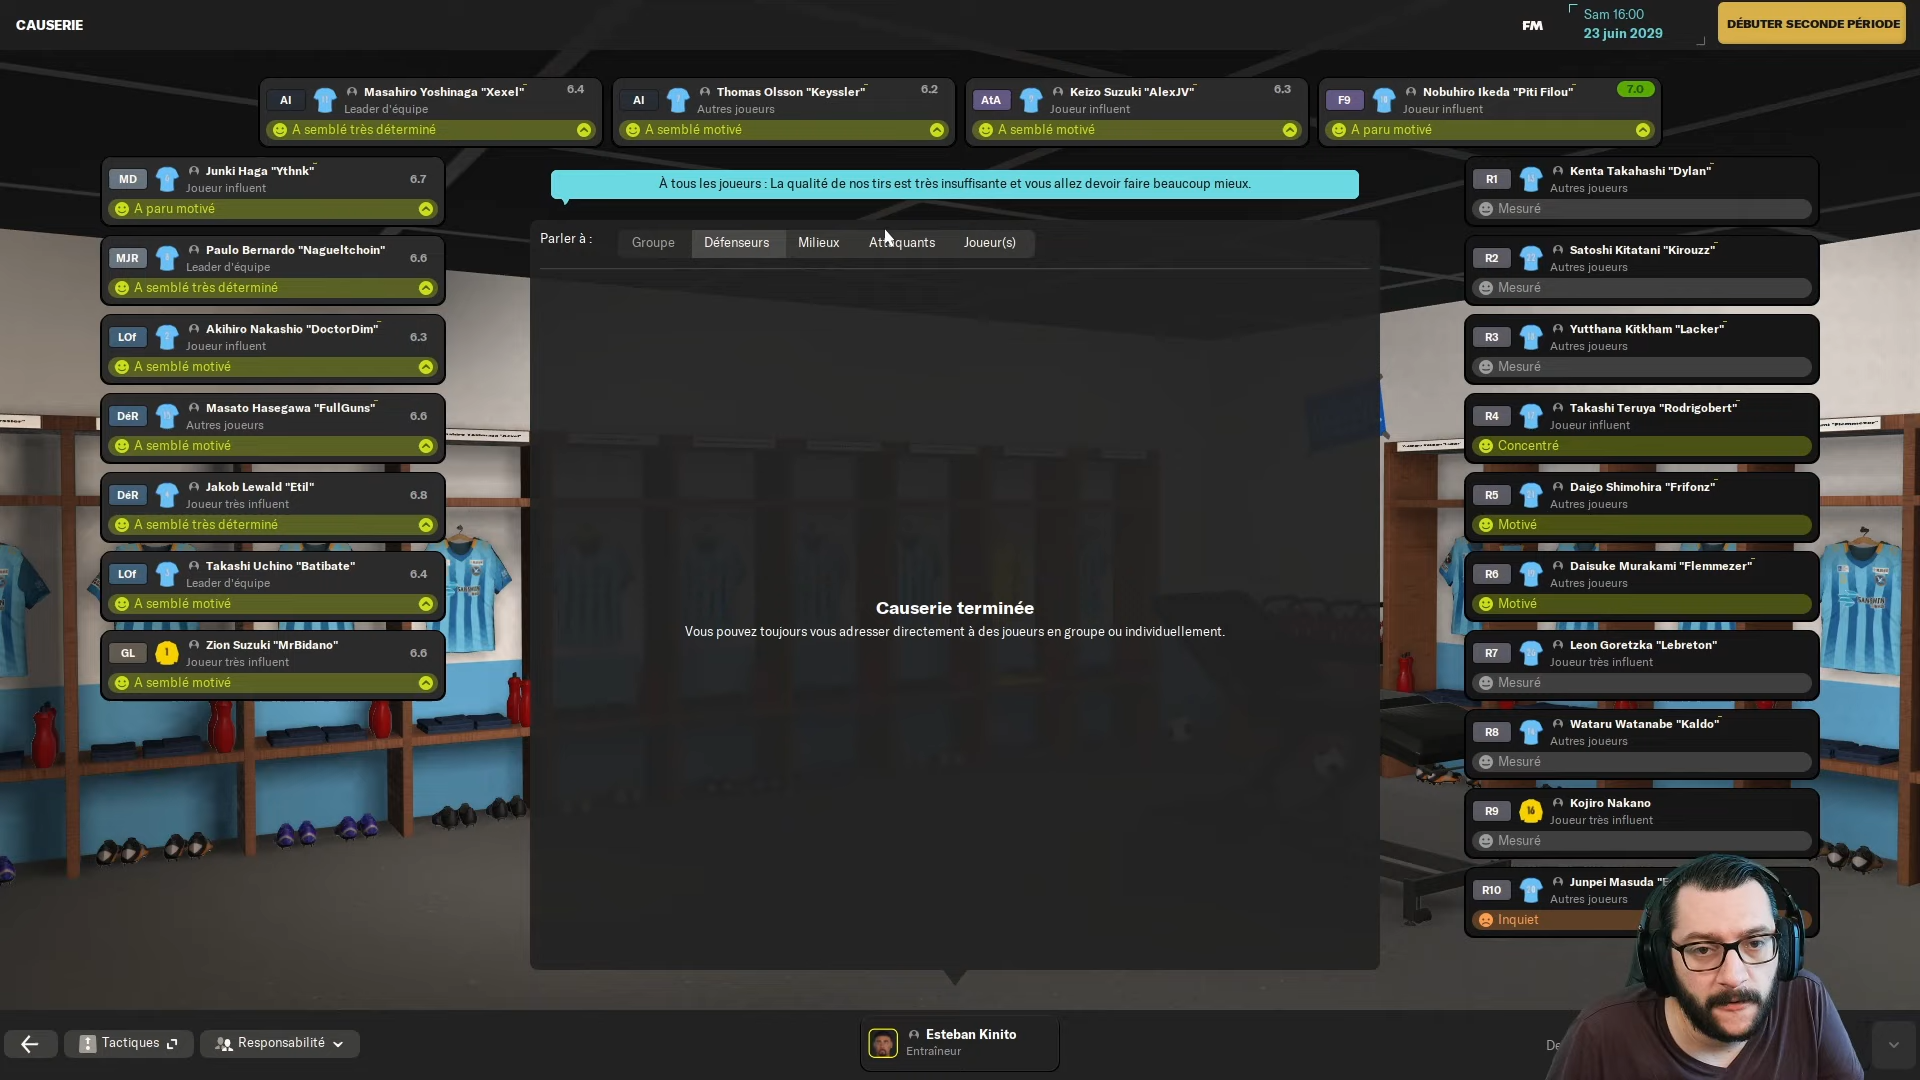 CAUSERIE
FM
Sam 16:00
23 juin 2029
DÉBUTER SECONDE PÉRIODE
AI
Masahiro Yoshinaga "Xexel"
6.4
Leader d'équipe
A semblé très déterminé
AI
Thomas Olsson "Keyssler"
6.2
Autres joueurs
A semblé motivé
AtA
Keizo Suzuki "AlexJV"
6.3
Joueur influent
A semblé motivé
F9
Nobuhiro Ikeda "Piti Filou"
7.0
Joueur influent
A paru motivé
MD
Junki Haga "Ythnk"
6.7
Joueur influent
A paru motivé
MJR
Paulo Bernardo "Nagueltchoin"
6.6
Leader d'équipe
A semblé très déterminé
LOf
Akihiro Nakashio "DoctorDim"
6.3
Joueur influent
A semblé motivé
DéR
Masato Hasegawa "FullGuns"
6.6
Autres joueurs
A semblé motivé
DéR
Jakob Lewald "Etil"
6.8
Joueur très influent
A semblé très déterminé
LOf
Takashi Uchino "Batibate"
6.4
Leader d'équipe
A semblé motivé
GL
1
Zion Suzuki "MrBidano"
6.6
Joueur très influent
A semblé motivé
À tous les joueurs : La qualité de nos tirs est très insuffisante et vous allez devoir faire beaucoup mieux.
Parler à :
Groupe
Défenseurs
Milieux
Attaquants
Joueur(s)
Causerie terminée
Vous pouvez toujours vous adresser directement à des joueurs en groupe ou individuellement.
R1
Kenta Takahashi "Dylan"
Autres joueurs
Mesuré
R2
Satoshi Kitatani "Kirouzz"
Autres joueurs
Mesuré
R3
Yutthana Kitkham "Lacker"
Autres joueurs
Mesuré
R4
Takashi Teruya "Rodrigobert"
Joueur influent
Concentré
R5
Daigo Shimohira "Frifonz"
Autres joueurs
Motivé
R6
Daisuke Murakami "Flemmezer"
Autres joueurs
Motivé
R7
Leon Goretzka "Lebreton"
Joueur très influent
Mesuré
R8
Wataru Watanabe "Kaldo"
Autres joueurs
Mesuré
R9
16
Kojiro Nakano
Joueur très influent
Mesuré
R10
Junpei Masuda
Autres joueurs
Inquiet
Tactiques
Responsabilité
Esteban Kinito
Entraîneur